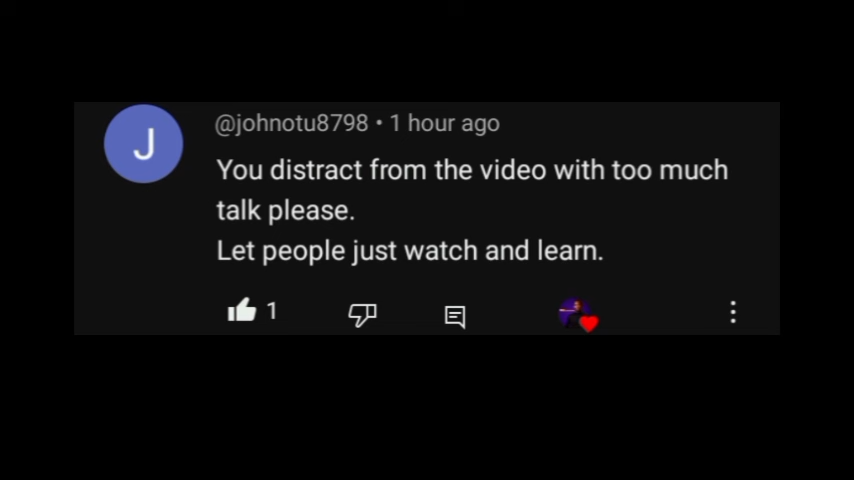 J
@johnotu8798 • 1 hour ago
You distract from the video with too much
talk please.
Let people just watch and learn.
1